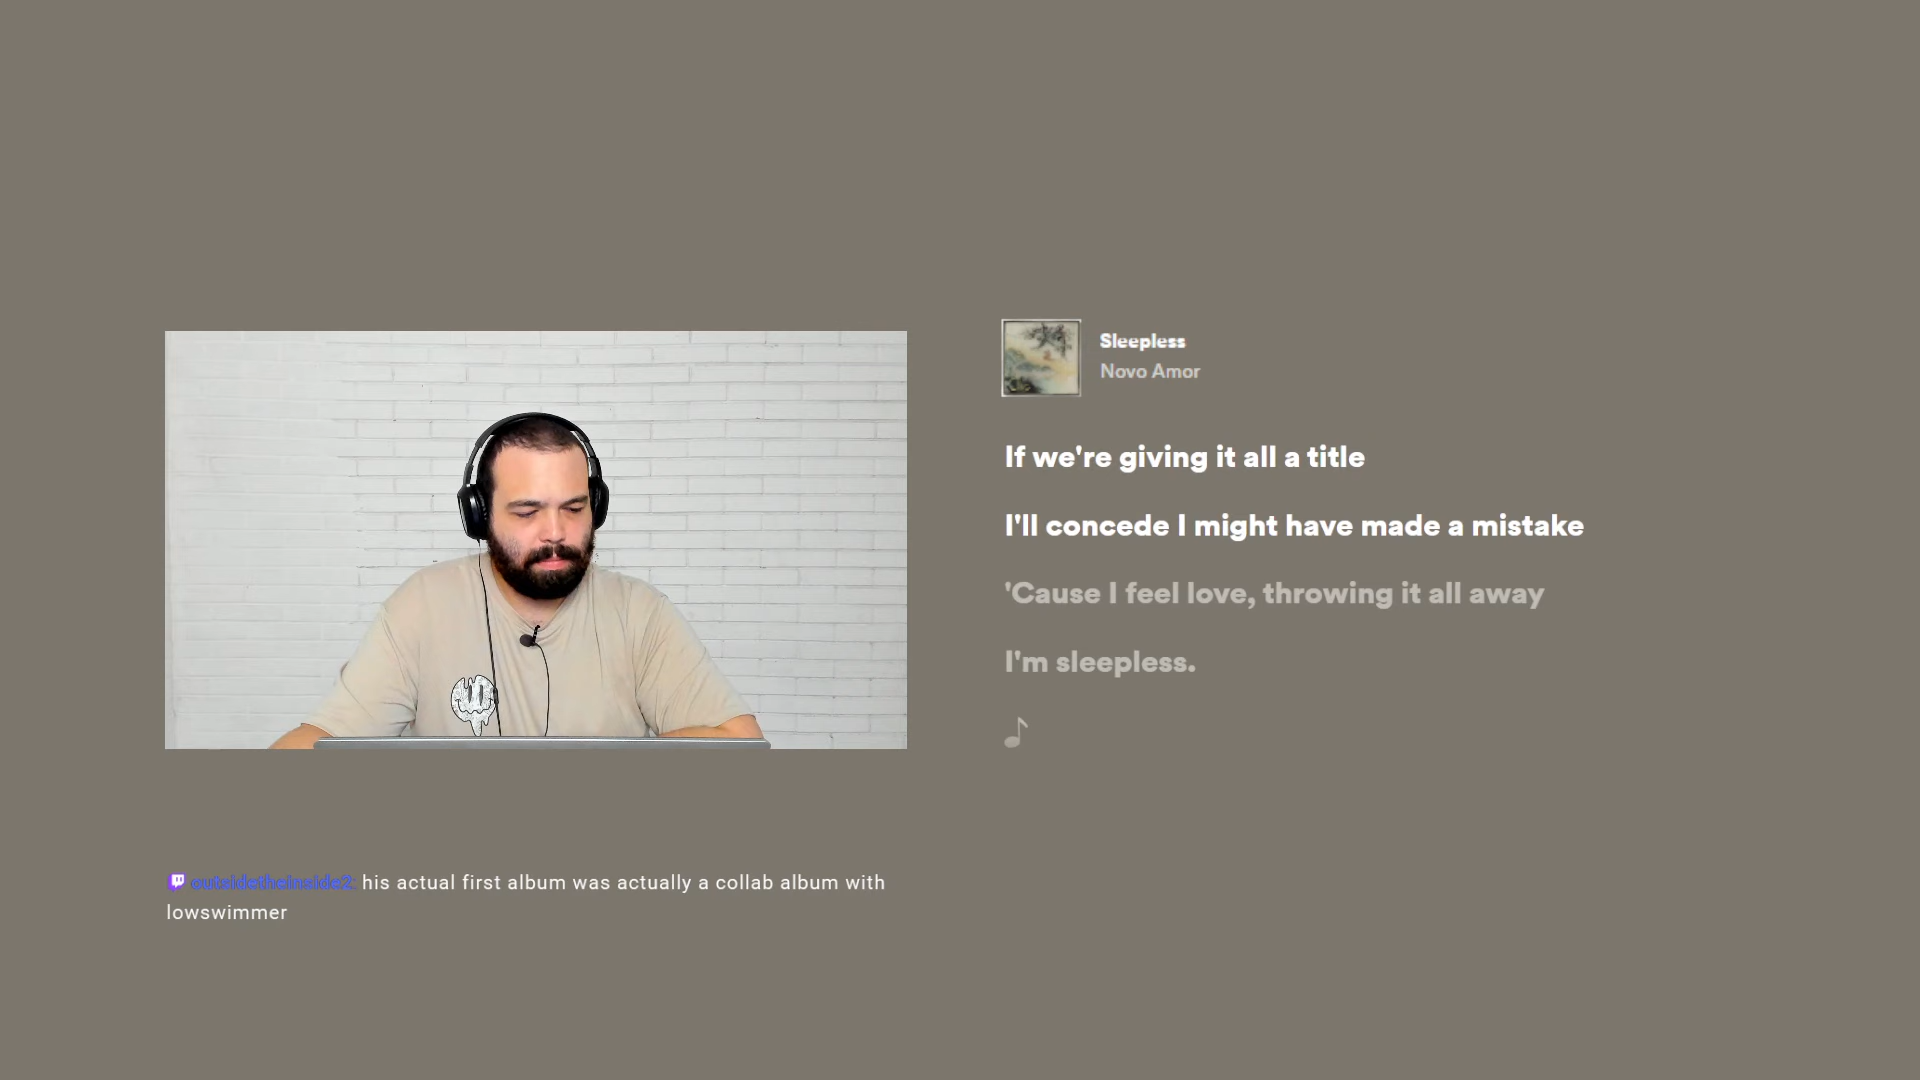 Sleepless
Novo Amor
If we're giving it all a title
I'll concede I might have made a mistake
'Cause I feel love, throwing it all away
I'm sleepless.
♪
outsidetheinside2: his actual first album was actually a collab album with
lowswimmer